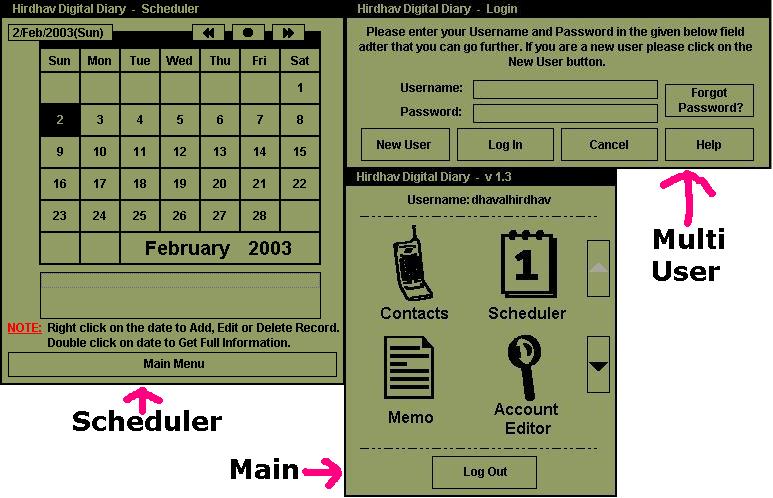 Hirdhav Digital Diary - Scheduler
2/Feb/2003(Sun)
Sun Mon Tue Wed Thu Fri Sat
1
2 3 4 5 6 7 8
9 10 11 12 13 14 15
16 17 18 19 20 21 22
23 24 25 26 27 28
February 2003
NOTE: Right click on the date to Add, Edit or Delete Record.
Double click on date to Get Full Information.
Main Menu
Scheduler
Hirdhav Digital Diary - Login
Please enter your Username and Password in the given below field
adter that you can go further. If you are a new user please click on the
New User button.
Username:
Password:
Forgot
Password?
New User Log In Cancel Help
Multi
User
Hirdhav Digital Diary - v 1.3
Username: dhavalhirdhav
1
Contacts Scheduler
Memo Account
Editor
Log Out
Main